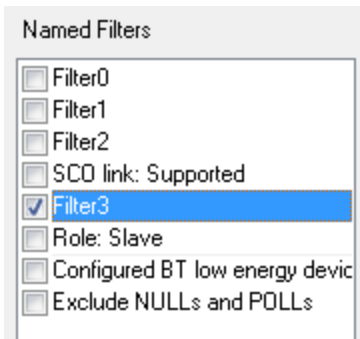 Named Filters
Filter0
Filter1
Filter2
SCO link: Supported
Filter3
Role: Slave
Configured BT low energy devic
Exclude NULLs and POLLs